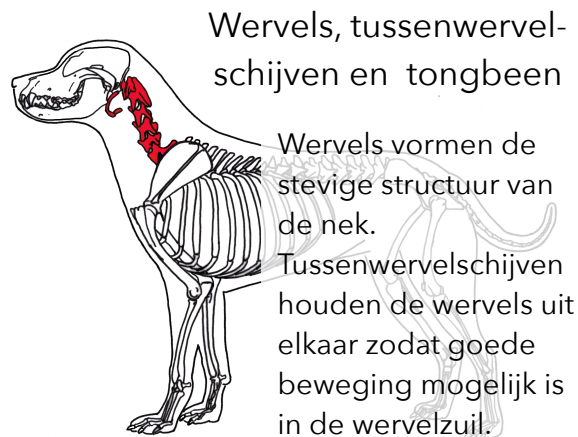 Wervels, tussenwervel-
schijven en tongbeen
Wervels vormen de
stevige structuur van
de nek.
Tussenwervelschijven
houden de wervels uit
elkaar zodat goede
beweging mogelijk is
in de wervelzuil.